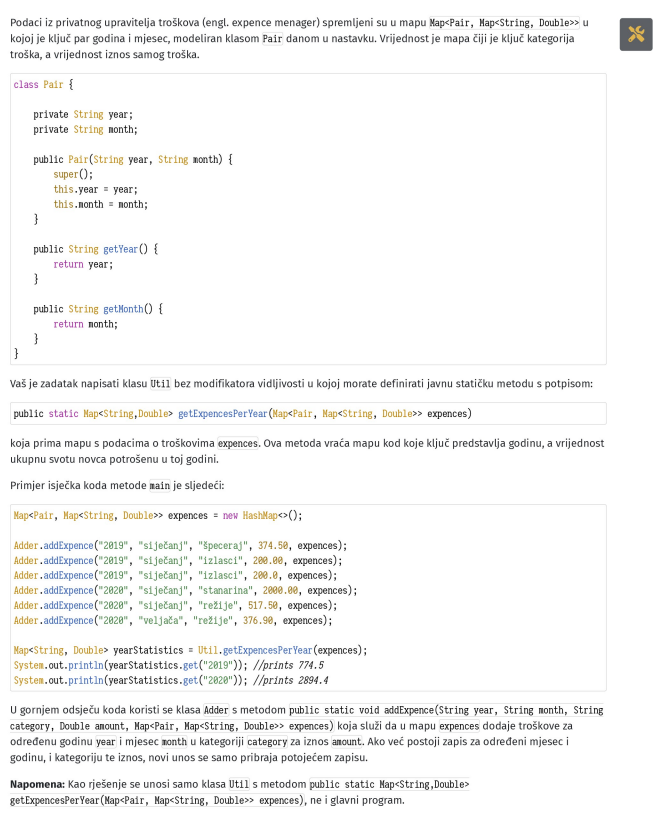 Podaci iz privatnog upravitelja troškova (engl. expence menager) spremljeni su u mapu Map<Pair, Map<String, Double>> u
kojoj je ključ par godina i mjesec, modeliran klasom Pair danom u nastavku. Vrijednost je mapa čiji je ključ kategorija
troška, a vrijednost iznos samog troška.
class Pair {
private String year;
private String month;
public Pair(String year, String month) {
super();
this.year = year;
this.month = month;
}
public String getYear() {
return year;
}
public String getMonth() {
return month;
}
}
Vaš je zadatak napisati klasu Util bez modifikatora vidljivosti u kojoj morate definirati javnu statičku metodu s potpisom:
public static Map<String,Double> getExpencesPerYear(Map<Pair, Map<String, Double>> expences)
koja prima mapu s podacima o troškovima expences. Ova metoda vraća mapu kod koje ključ predstavlja godinu, a vrijednost
ukupnu svotu novca potrošenu u toj godini.
Primjer isječka koda metode main je sljedeći:
Map<Pair, Map<String, Double>> expences = new HashMap<>();
Adder.addExpence("2019", "siječanj", "špeceraj", 374.50, expences);
Adder.addExpence("2019", "siječanj", "izlasci", 200.00, expences);
Adder.addExpence("2019", "siječanj", "izlasci", 200.0, expences);
Adder.addExpence("2020", "siječanj", "stanarina", 2000.00, expences);
Adder.addExpence("2020", "siječanj", "režije", 517.50, expences);
Adder.addExpence("2020", "veljača", "režije", 376.90, expences);
Map<String, Double> yearStatistics = Util.getExpencesPerYear(expences);
System.out.println(yearStatistics.get("2019")); //prints 774.5
System.out.println(yearStatistics.get("2020")); //prints 2894.4
U gornjem odsječu koda koristi se klasa Adder s metodom public static void addExpence(String year, String month, String
category, Double amount, Map<Pair, Map<String, Double>> expences) koja služi da u mapu expences dodaje troškove za
određenu godinu year i mjesec month u kategoriji category za iznos amount. Ako već postoji zapis za određeni mjesec i
godinu, i kategoriju te iznos, novi unos se samo pribraja potojećem zapisu.
Napomena: Kao rješenje se unosi samo klasa Util s metodom public static Map<String,Double>
getExpencesPerYear(Map<Pair, Map<String, Double>> expences), ne i glavni program.